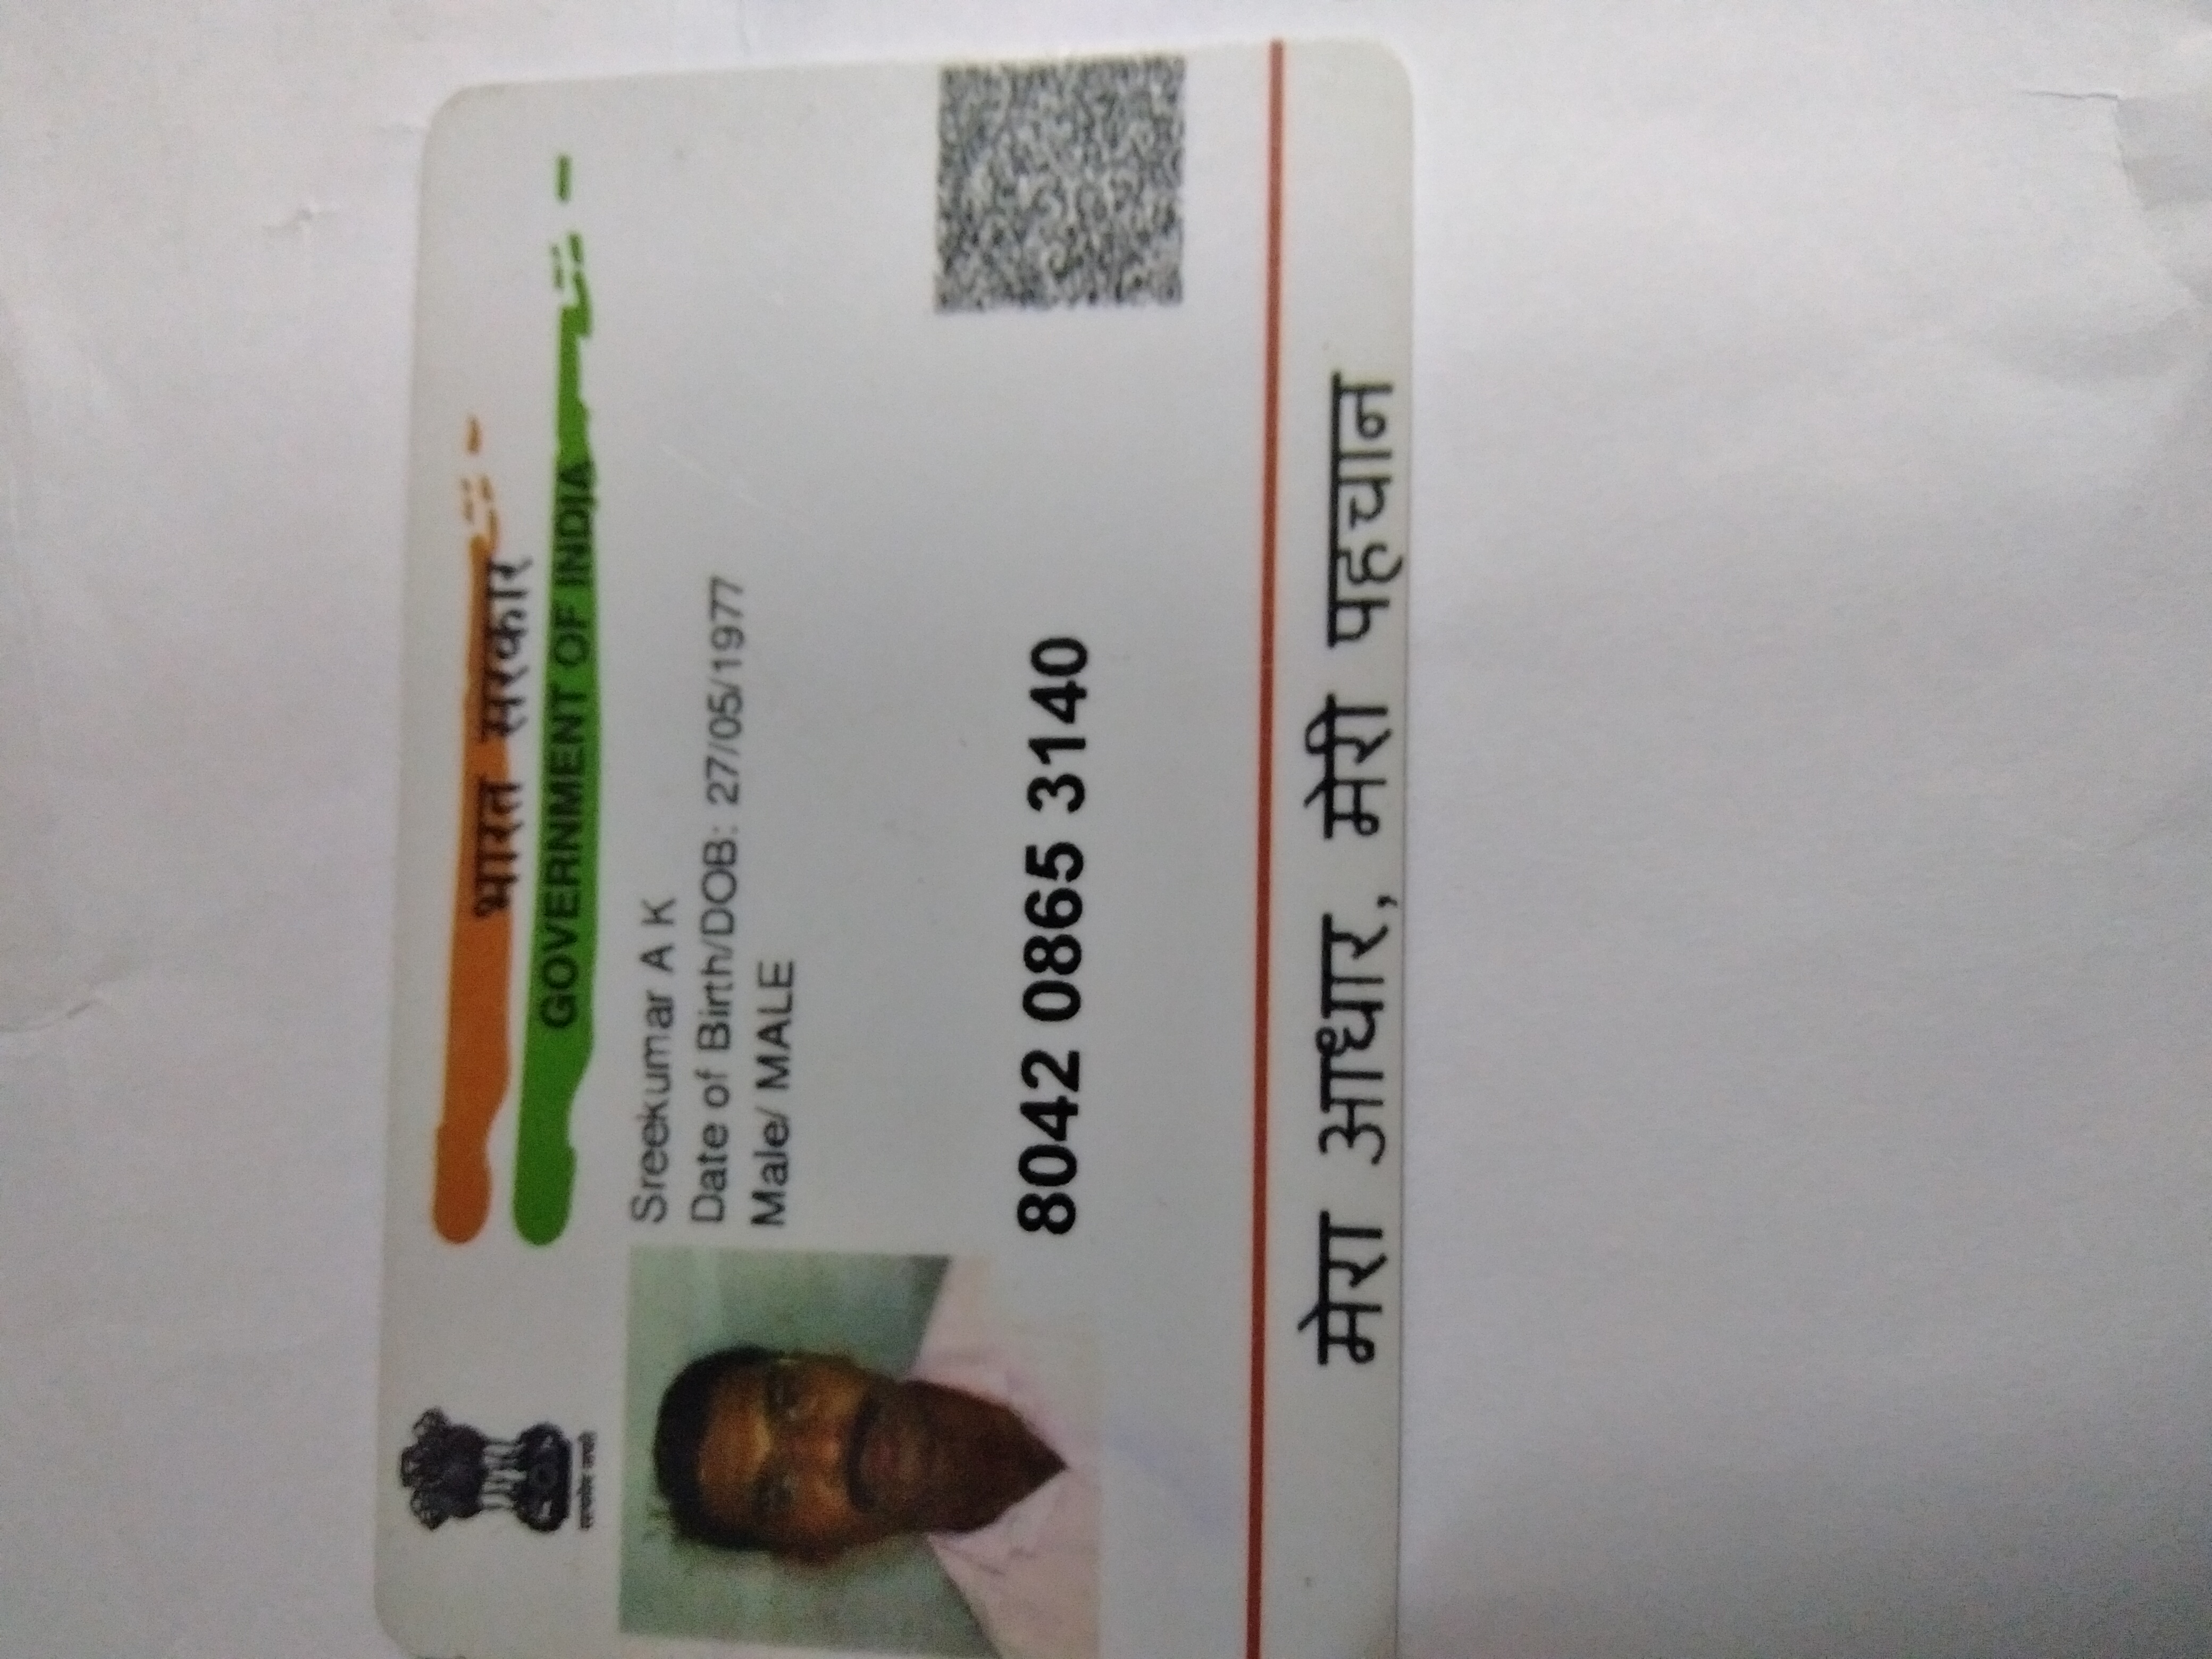 भारत सरकार
GOVERNMENT OF INDIA
सत्यमेव जयते
Sreekumar A K
Date of Birth/DOB: 27/05/1977
Male/ MALE
8042 0865 3140
मेरा आधार, मेरी पहचान